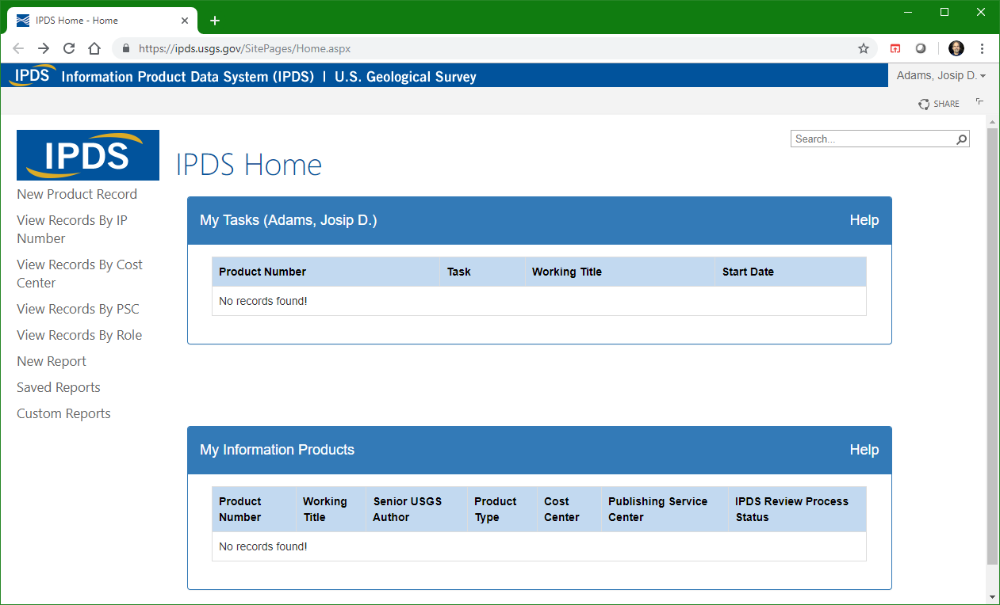 IPDS Home - Home
https://ipds.usgs.gov/SitePages/Home.aspx
IPDS Information Product Data System (IPDS) | U.S. Geological Survey
Adams, Josip D.
SHARE
IPDS
Search...
IPDS Home
New Product Record
View Records By IP
Number
View Records By Cost
Center
View Records By PSC
View Records By Role
New Report
Saved Reports
Custom Reports
My Tasks (Adams, Josip D.) Help
Product Number Task Working Title Start Date
No records found!
My Information Products Help
Product Working Senior USGS Product Cost Publishing Service IPDS Review Process
Number Title Author Type Center Center Status
No records found!